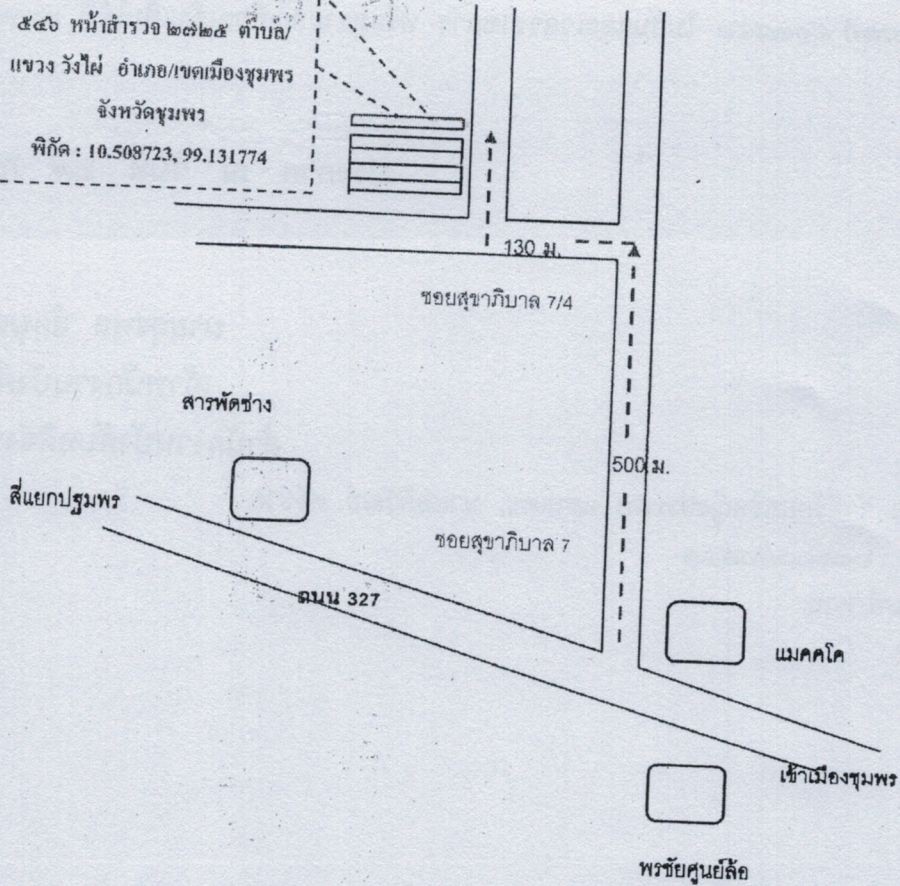 ๕๔๖ หน้าสำรวจ ๒๗๒๕ ตำบล/
แขวง วังไผ่ อำเภอ/เขตเมืองชุมพร
จังหวัดชุมพร
พิกัด : 10.508723, 99.131774
130 ม.
ซอยสุขาภิบาล 7/4
สารพัดช่าง
500 ม.
สี่แยกปฐมพร
ซอยสุขาภิบาล 7
ถนน 327
แมคโค
เข้าเมืองชุมพร
พรชัยศูนย์ล้อ